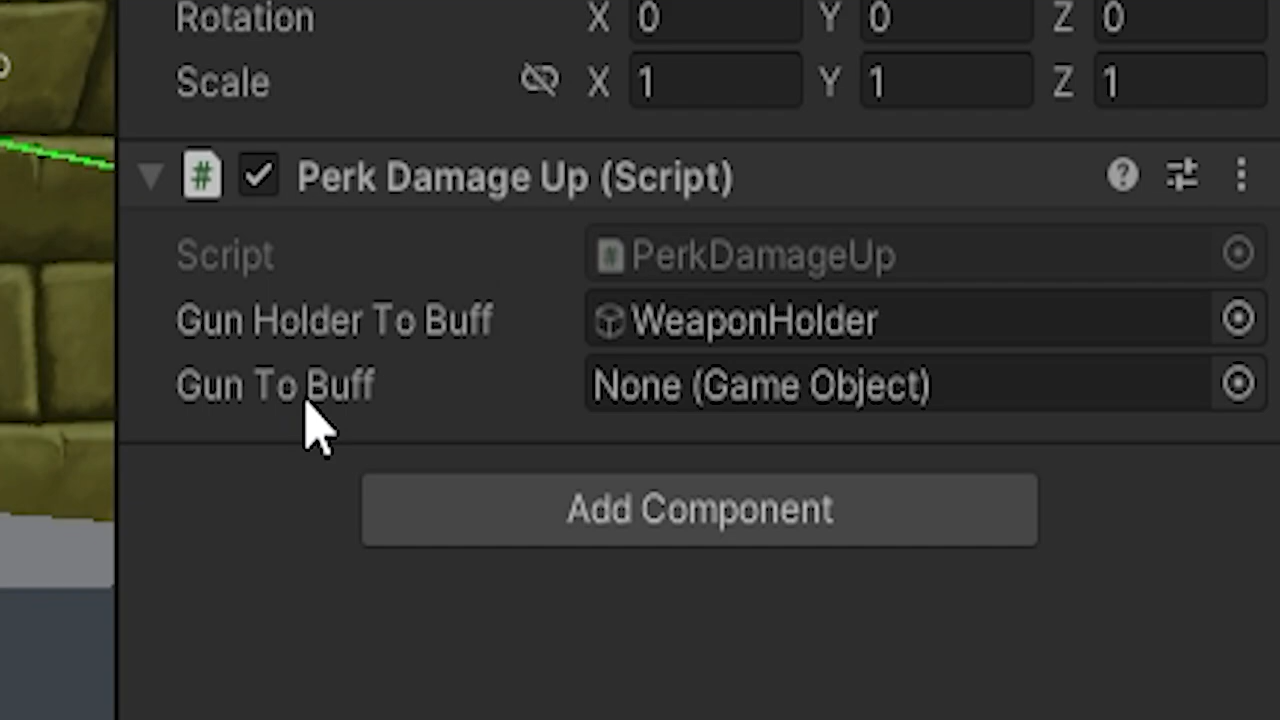 Rotation X 0 Y 0 Z 0
Scale X 1 Y 1 Z 1
# Perk Damage Up (Script)
Script # PerkDamageUp
Gun Holder To Buff WeaponHolder
Gun To Buff None (Game Object)
Add Component